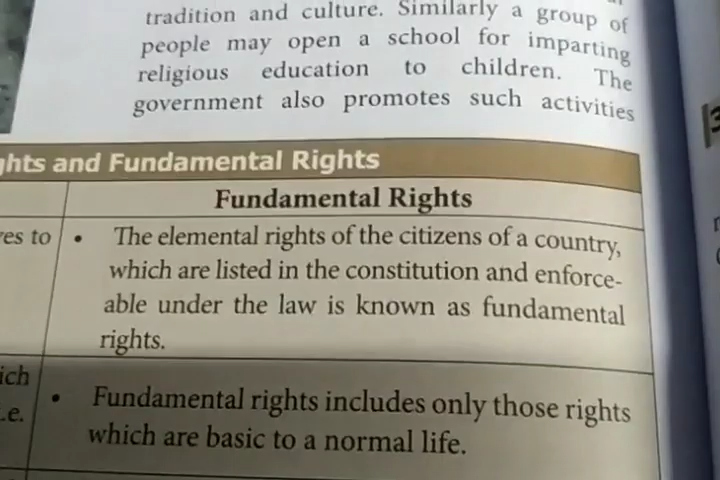 tradition and culture. Similarly a group of
people may open a school for imparting
religious education to children. The
government also promotes such activities
and Fundamental Rights
Fundamental Rights
to
• The elemental rights of the citizens of a country,
which are listed in the constitution and enforce-
able under the law is known as fundamental
rights.
• Fundamental rights includes only those rights
which are basic to a normal life.